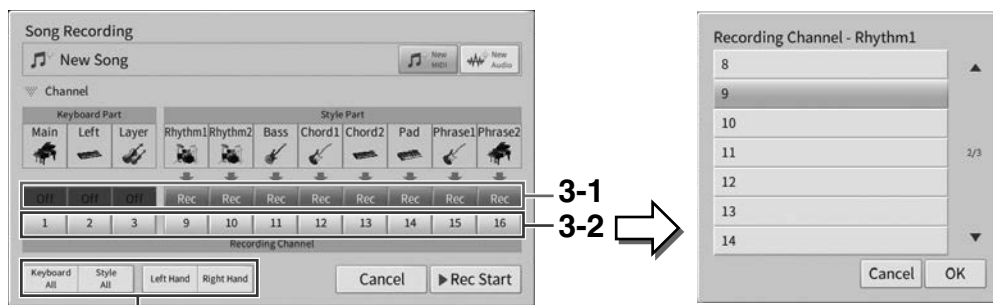 Song Recording
New Song
New MIDI
New Audio
Channel
Keyboard Part
Style Part
Main Left Layer Rhythm1 Rhythm2 Bass Chord1 Chord2 Pad Phrase1 Phrase2
Off Off Off Rec Rec Rec Rec Rec Rec Rec Rec
3-1
1 2 3 9 10 11 12 13 14 15 16
3-2
Recording Channel
Keyboard All
Style All
Left Hand
Right Hand
Cancel
▶Rec Start
Recording Channel - Rhythm1
8
9
10
11
2/3
12
13
14
Cancel
OK